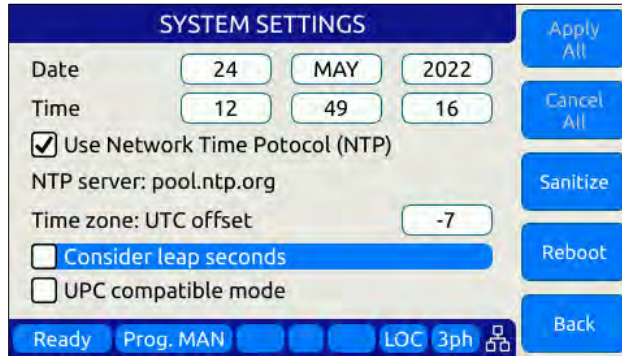 SYSTEM SETTINGS
Date 24 MAY 2022
Time 12 49 16
Use Network Time Potocol (NTP)
NTP server: pool.ntp.org
Time zone: UTC offset -7
Consider leap seconds
UPC compatible mode
Ready Prog. MAN LOC 3ph
Apply
All
Cancel
All
Sanitize
Reboot
Back